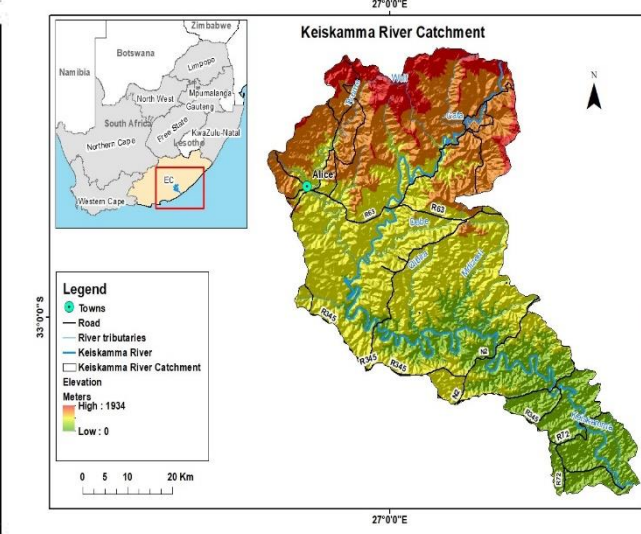 27°0'0"E
Keiskamma River Catchment
Zimbabwe
Botswana
Limpopo
Namibia
North West
Mpumalanga
Gauteng
South Africa
Free State
KwaZulu-Natal
Lesotho
Northern Cape
EC
Western Cape
N
Alice
R63
R63
33°0'0"S
Legend
Towns
Road
River tributaries
Keiskamma River
Keiskamma River Catchment
Elevation
Meters
High : 1934
Low : 0
0 5 10 20 Km
R345
R345
R345
N2
N2
R345
R72
R72
27°0'0"E